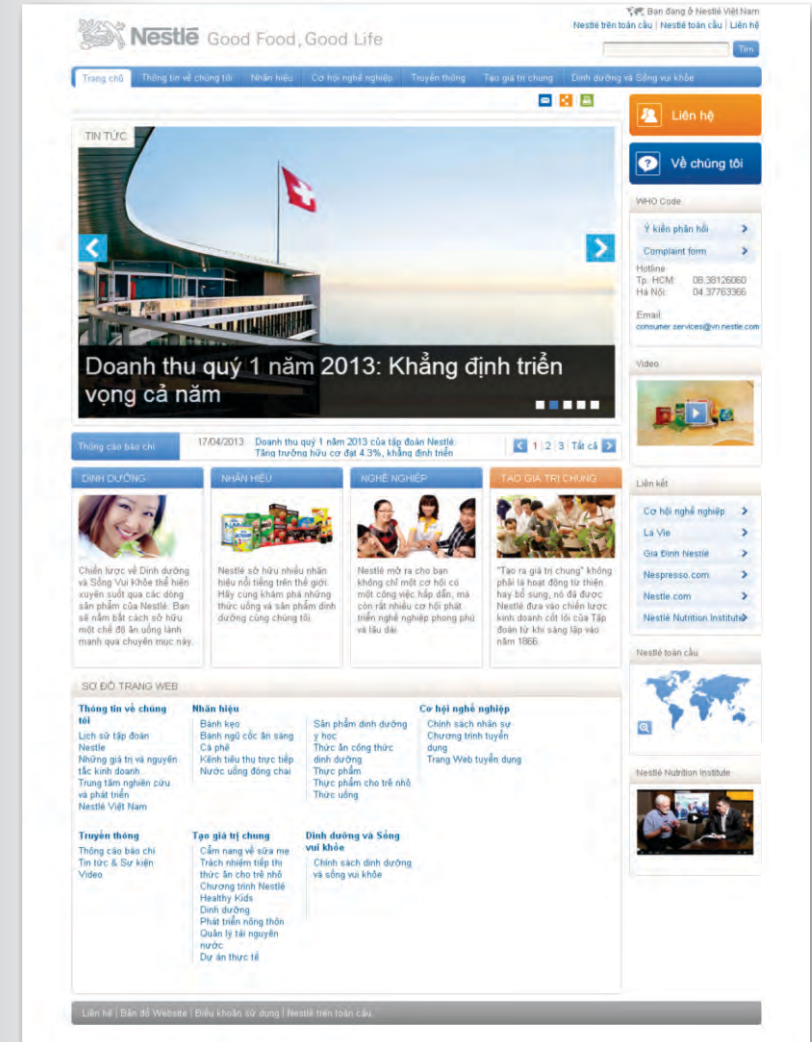 Bạn đang ở Nestlé Việt Nam
Nestlé trên toàn cầu | Nestlé toàn cầu | Liên hệ
Nestlé Good Food, Good Life
Tìm
Trang chủ Thông tin về chúng tôi Nhãn hiệu Cơ hội nghề nghiệp Truyền thông Tạo giá trị chung Dinh dưỡng và Sống vui khỏe
TIN TỨC
Doanh thu quý 1 năm 2013: Khẳng định triển
vọng cả năm
Thông cáo báo chí
17/04/2013 Doanh thu quý 1 năm 2013 của tập đoàn Nestlé:
Tăng trưởng hữu cơ đạt 4.3%, khẳng định triển
1 | 2 | 3 | Tất cả
DINH DƯỠNG
Chiến lược về Dinh dưỡng
và Sống Vui Khỏe thể hiện
xuyên suốt qua các dòng
sản phẩm của Nestlé. Bạn
sẽ nắm bắt cách sở hữu
một chế độ ăn uống lành
mạnh qua chuyên mục này.
NHÃN HIỆU
Nestlé sở hữu nhiều nhãn
hiệu nổi tiếng trên thế giới.
Hãy cùng khám phá những
thức uống và sản phẩm dinh
dưỡng cùng chúng tôi
NGHỀ NGHIỆP
Nestlé mở ra cho bạn
không chỉ một cơ hội có
một công việc hấp dẫn, mà
còn rất nhiều cơ hội phát
triển nghề nghiệp phong phú
và lâu dài
TẠO GIÁ TRỊ CHUNG
"Tạo ra giá trị chung" không
phải là hoạt động từ thiện
hay bổ sung, nó đã được
Nestlé đưa vào chiến lược
kinh doanh cốt lõi của Tập
đoàn từ khi sáng lập vào
năm 1866.
Liên hệ
Về chúng tôi
WHO Code
Ý kiến phản hồi
Complaint form
Hotline
Tp. HCM: 08.38126060
Hà Nội: 04.37763366
Email:
consumer.services@vn.nestle.com
Video
Liên kết
Cơ hội nghề nghiệp
La Vie
Gia Đình Nestlé
Nespresso.com
Nestle.com
Nestlé Nutrition Institute
Nestlé toàn cầu
Nestlé Nutrition Institute
SƠ ĐỒ TRANG WEB
Thông tin về chúng
tôi
Lịch sử tập đoàn
Nestle
Những giá trị và nguyên
tắc kinh doanh
Trung tâm nghiên cứu
và phát triển
Nestlé Việt Nam
Nhãn hiệu
Bánh kẹo
Bánh ngũ cốc ăn sáng
Cà phê
Kênh tiêu thụ trực tiếp
Nước uống đóng chai
Sản phẩm dinh dưỡng
y học
Thức ăn công thức
dinh dưỡng
Thực phẩm
Thực phẩm cho trẻ nhỏ
Thức uống
Cơ hội nghề nghiệp
Chính sách nhân sự
Chương trình tuyển
dụng
Trang Web tuyển dụng
Truyền thông
Thông cáo báo chí
Tin tức & Sự kiện
Video
Tạo giá trị chung
Cẩm nang về sữa mẹ
Trách nhiệm tiếp thị
thức ăn cho trẻ nhỏ
Chương trình Nestlé
Healthy Kids
Dinh dưỡng
Phát triển nông thôn
Quản lý tài nguyên
nước
Dự án thực tế
Dinh dưỡng và Sống
vui khỏe
Chính sách dinh dưỡng
và sống vui khỏe
Liên hệ | Bản đồ Website | Điều khoản sử dụng | Nestlé trên toàn cầu